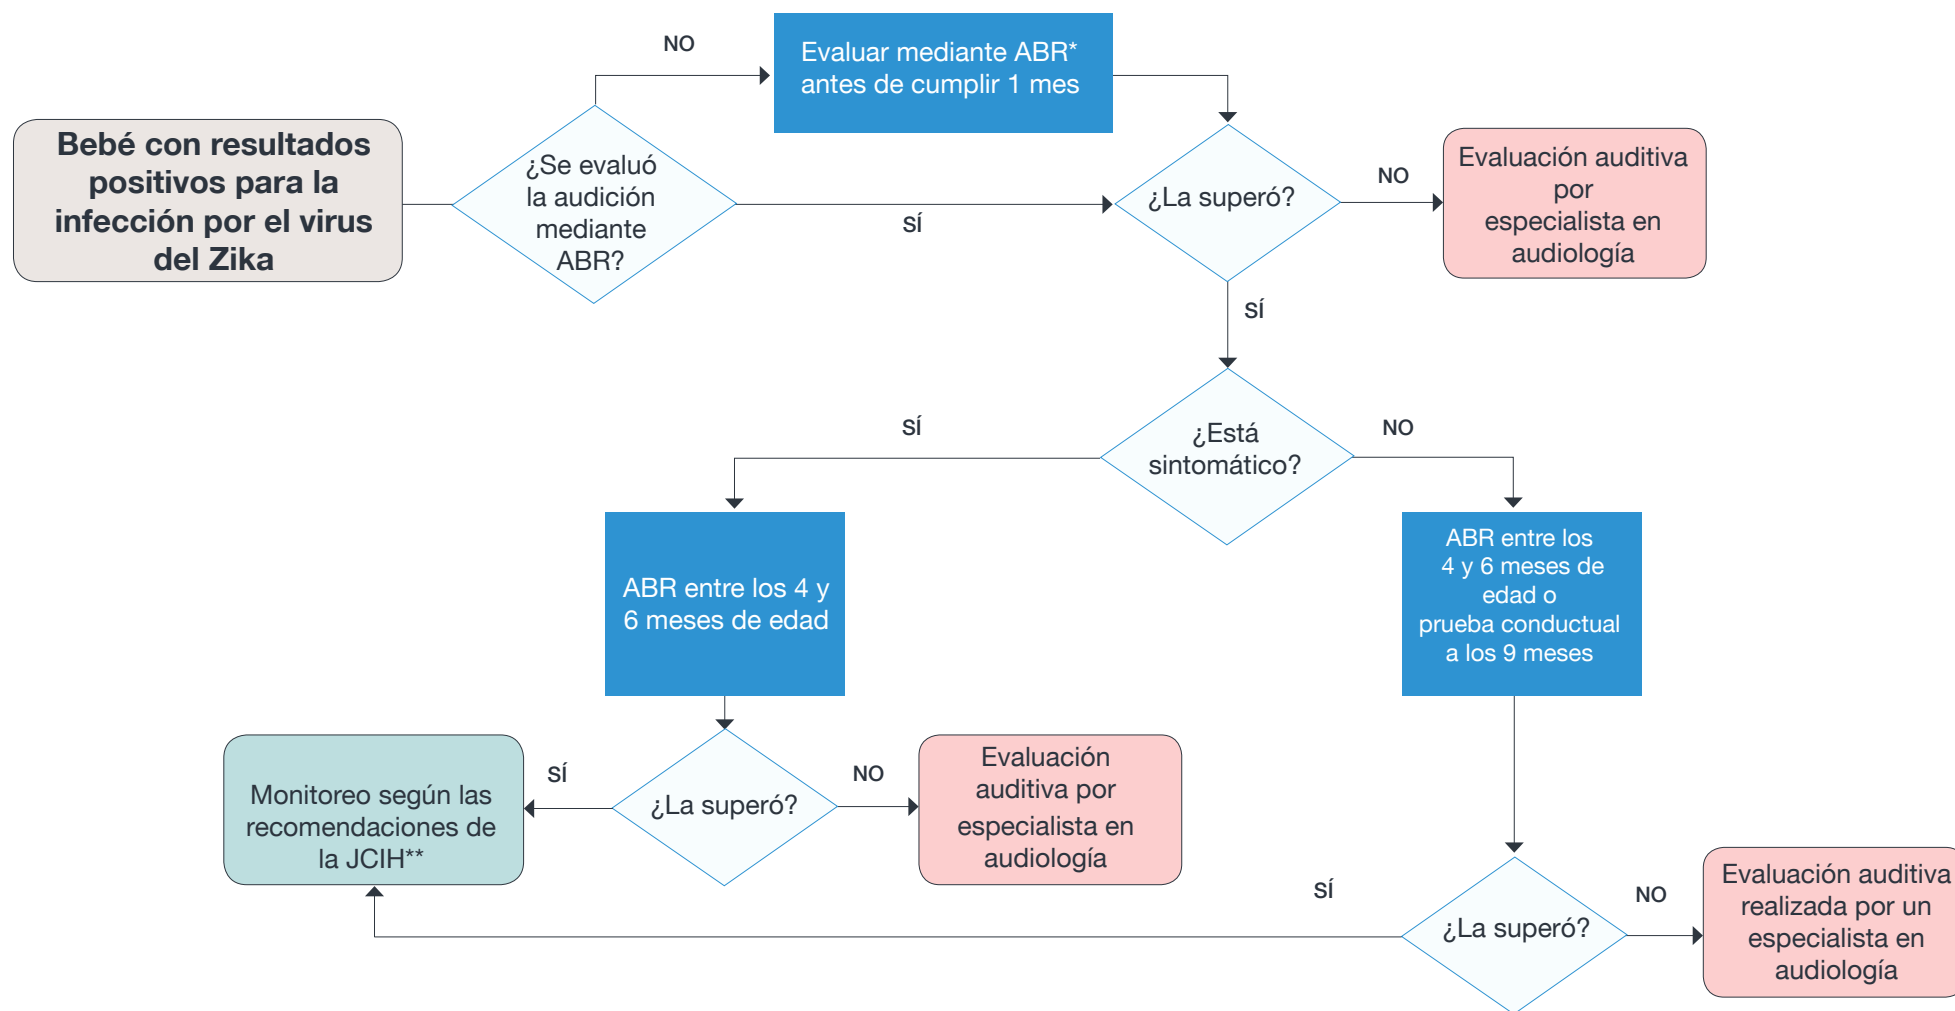 NO
Evaluar mediante ABR*
antes de cumplir 1 mes
Bebé con resultados
positivos para la
infección por el virus
del Zika
¿Se evaluó
la audición
mediante
ABR?
SÍ
¿La superó?
NO
Evaluación auditiva
por
especialista en
audiología
SÍ
¿Está
sintomático?
SÍ
NO
ABR entre los 4 y
6 meses de edad
ABR entre los
4 y 6 meses de
edad o
prueba conductual
a los 9 meses
Monitoreo según las
recomendaciones de
la JCIH**
SÍ
¿La superó?
NO
Evaluación
auditiva por
especialista en
audiología
SÍ
¿La superó?
NO
Evaluación auditiva
realizada por un
especialista en
audiología